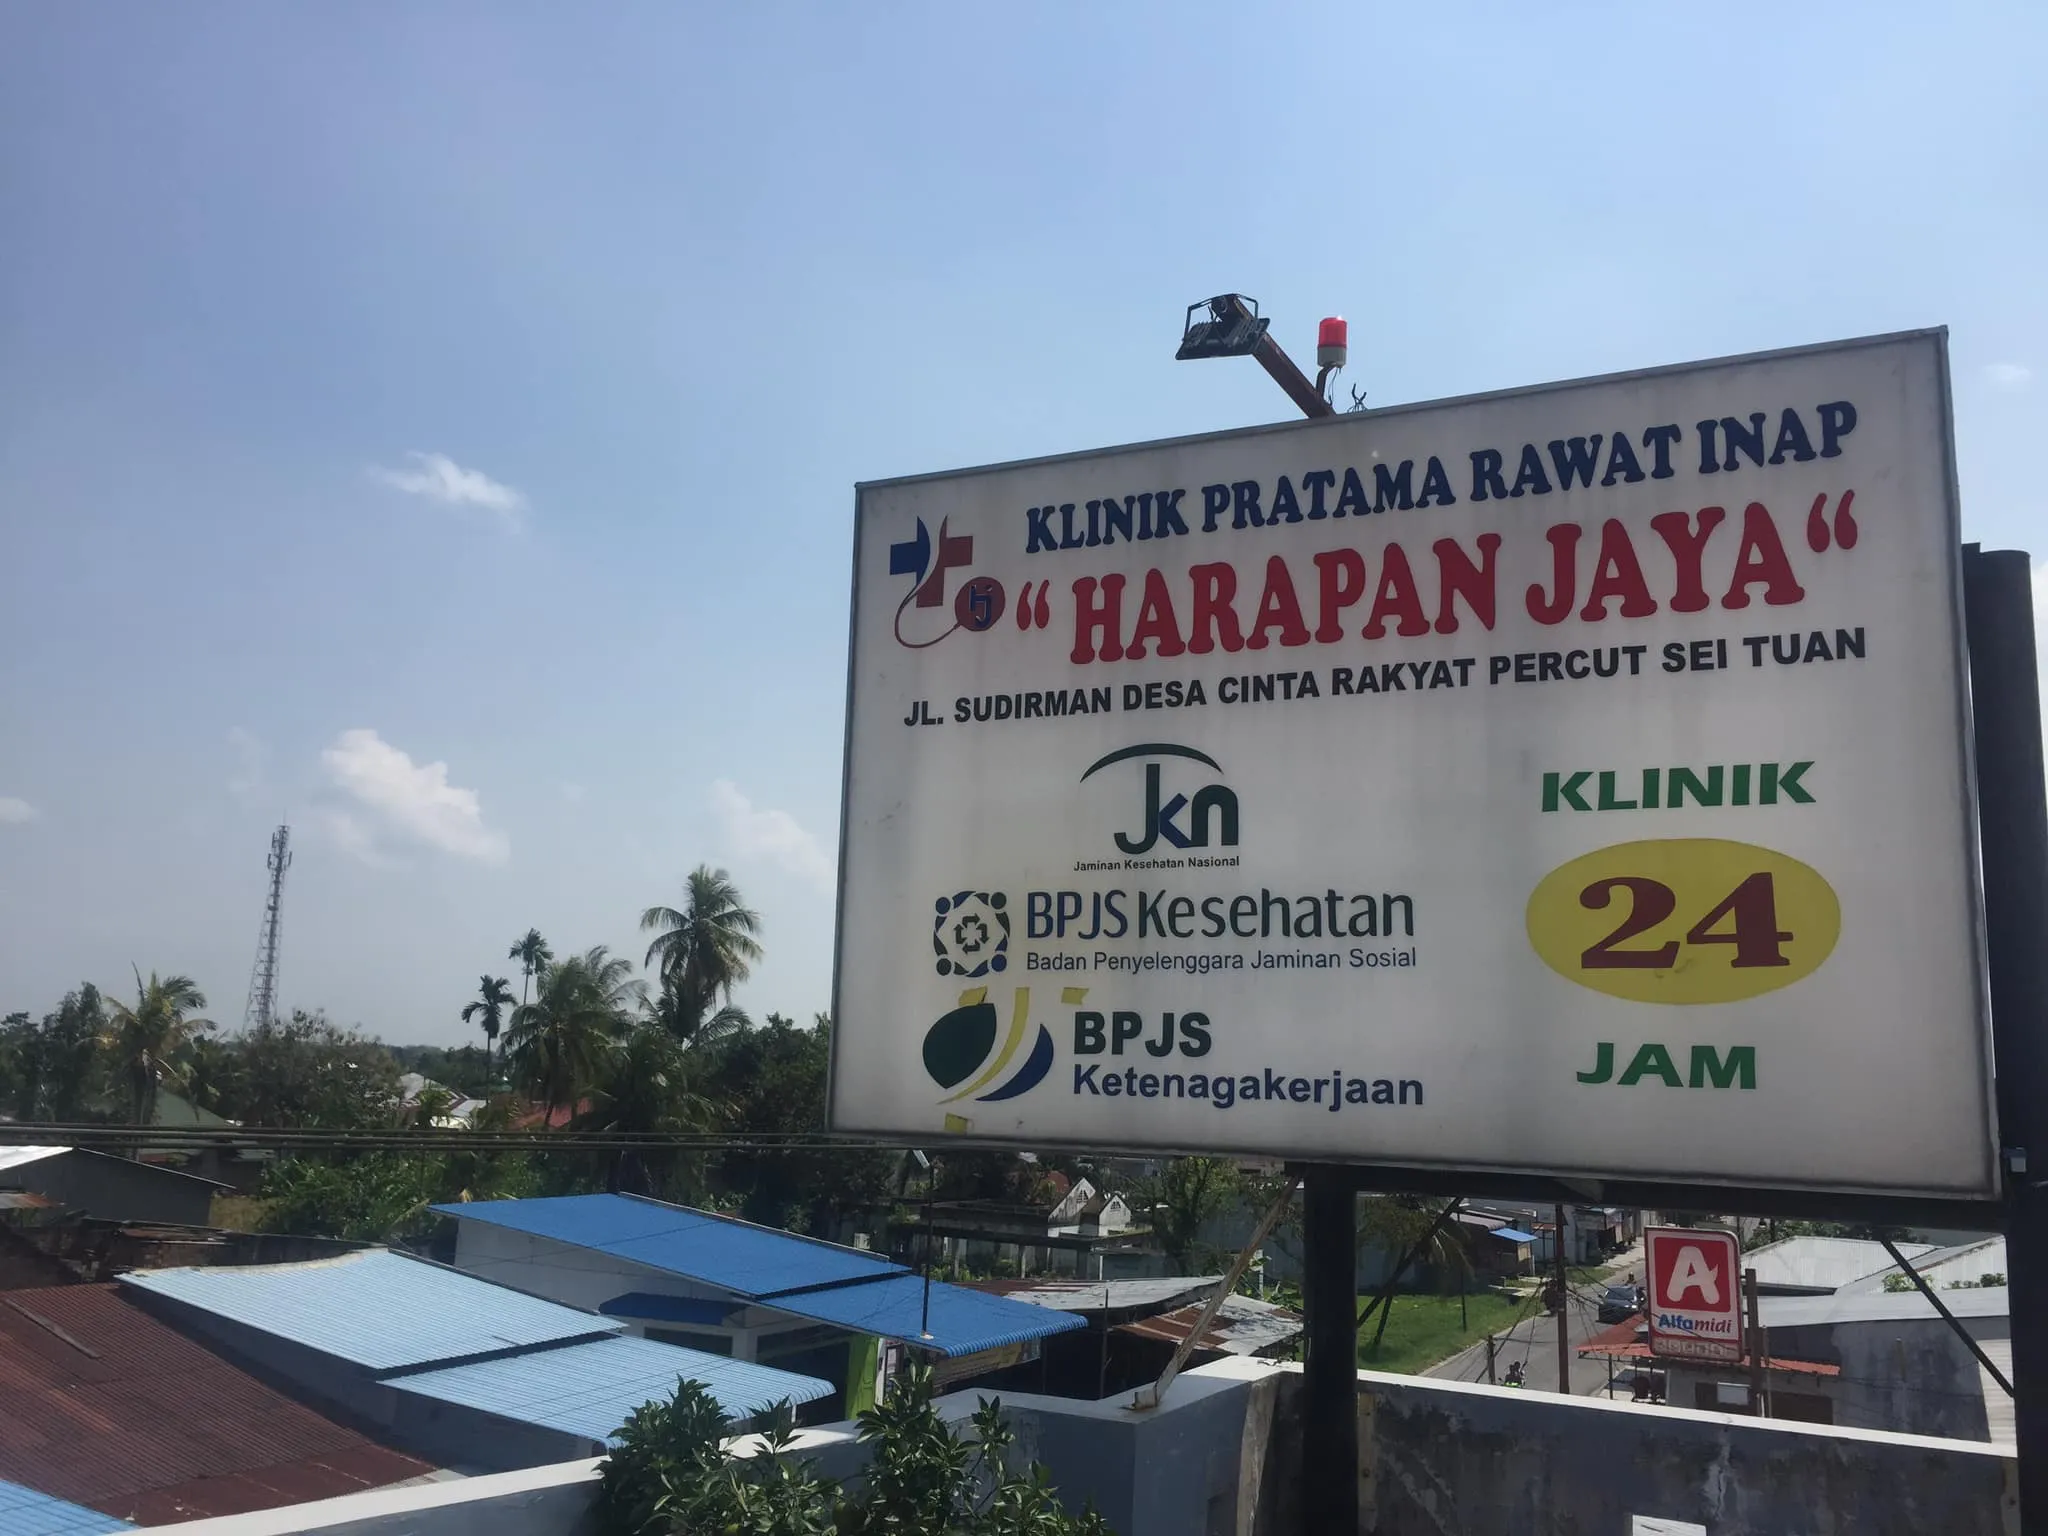 KLINIK PRATAMA RAWAT INAP
“ HARAPAN JAYA “
HJ
JL. SUDIRMAN DESA CINTA RAKYAT PERCUT SEI TUAN
Jkn
Jaminan Kesehatan Nasional
BPJS Kesehatan
Badan Penyelenggara Jaminan Sosial
BPJS
Ketenagakerjaan
KLINIK
24
JAM
A
Alfamidi